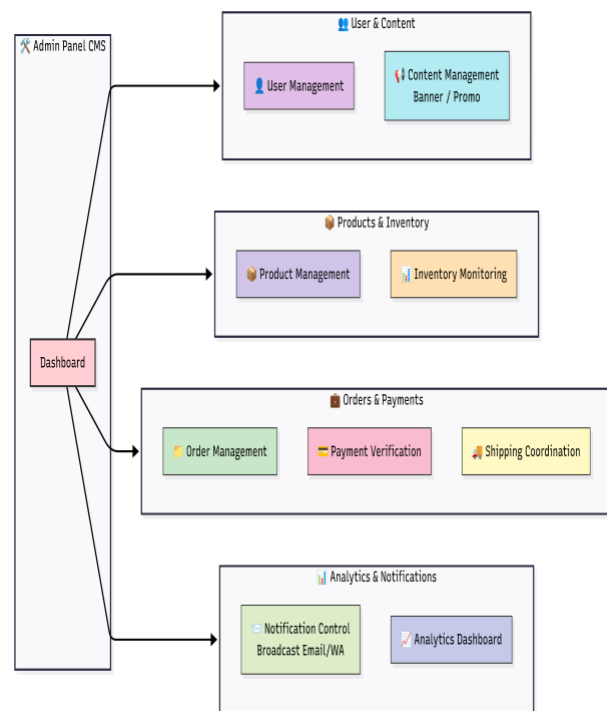 🛠️ Admin Panel CMS
Dashboard
👥 User & Content
👤 User Management
📢 Content Management
Banner / Promo
📦 Products & Inventory
📦 Product Management
📊 Inventory Monitoring
💼 Orders & Payments
📁 Order Management
💳 Payment Verification
🚚 Shipping Coordination
📊 Analytics & Notifications
✉️ Notification Control
Broadcast Email/WA
📈 Analytics Dashboard